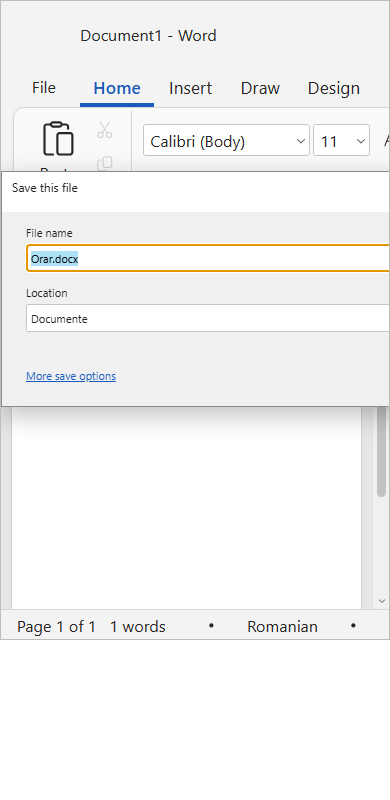 Document1 - Word
File Home Insert Draw Design
Calibri (Body) 11
Save this file
File name
Orar.docx
Location
Documente
More save options
Page 1 of 1 1 words • Romanian •